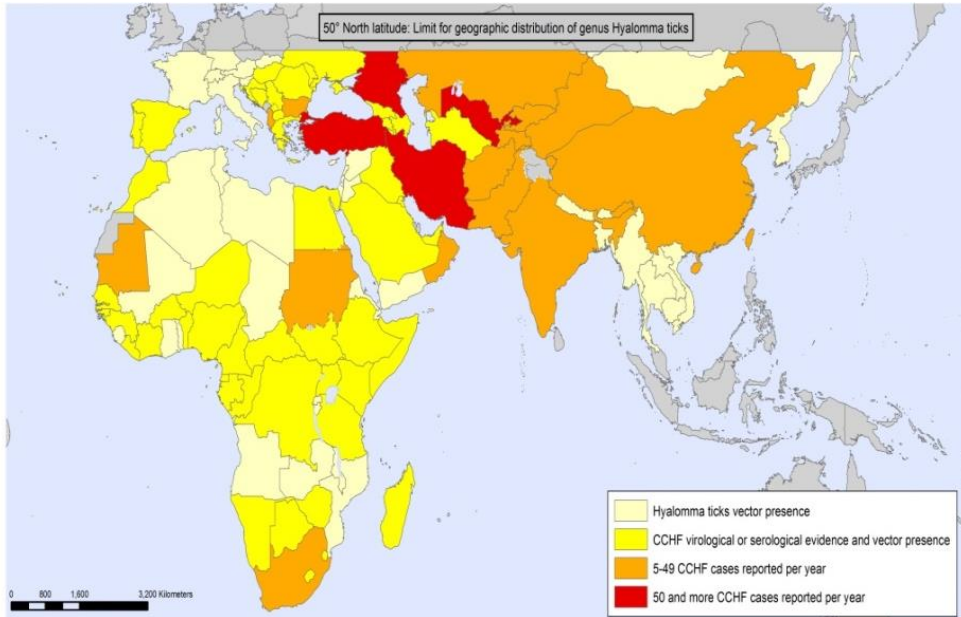 50° North latitude: Limit for geographic distribution of genus Hyalomma ticks
Hyalomma ticks vector presence
CCHF virological or serological evidence and vector presence
5-49 CCHF cases reported per year
50 and more CCHF cases reported per year
0 800 1,600 3,200 Kilometers